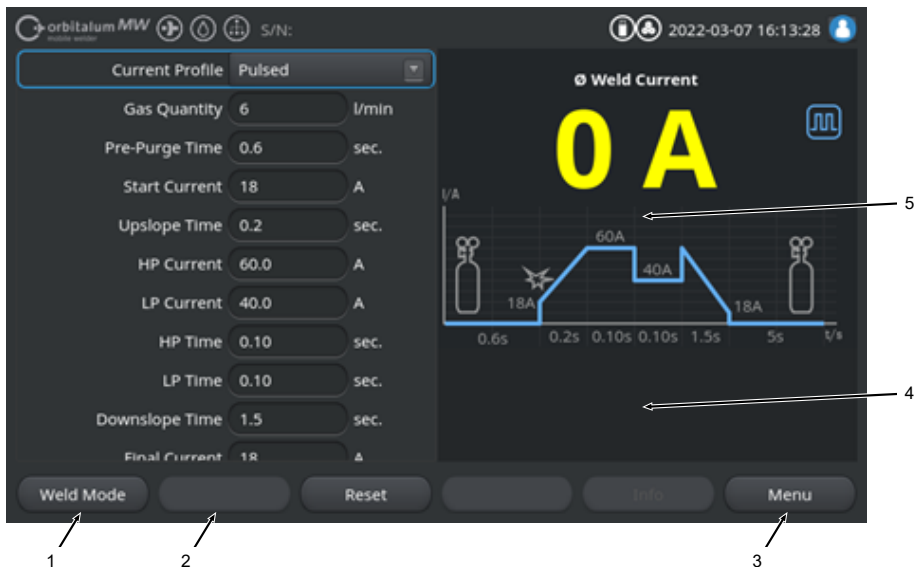 orbitalum MW S/N: 2022-03-07 16:13:28
mobile welder
Current Profile Pulsed
Gas Quantity 6 l/min
Pre-Purge Time 0.6 sec.
Start Current 18 A
Upslope Time 0.2 sec.
HP Current 60.0 A
LP Current 40.0 A
HP Time 0.10 sec.
LP Time 0.10 sec.
Downslope Time 1.5 sec.
Final Current 18 A
Ø Weld Current
0 A
I/A
60A
40A
18A
18A
0.6s 0.2s 0.10s 0.10s 1.5s 5s t/s
5
4
Weld Mode Reset Info Menu
1 2 3